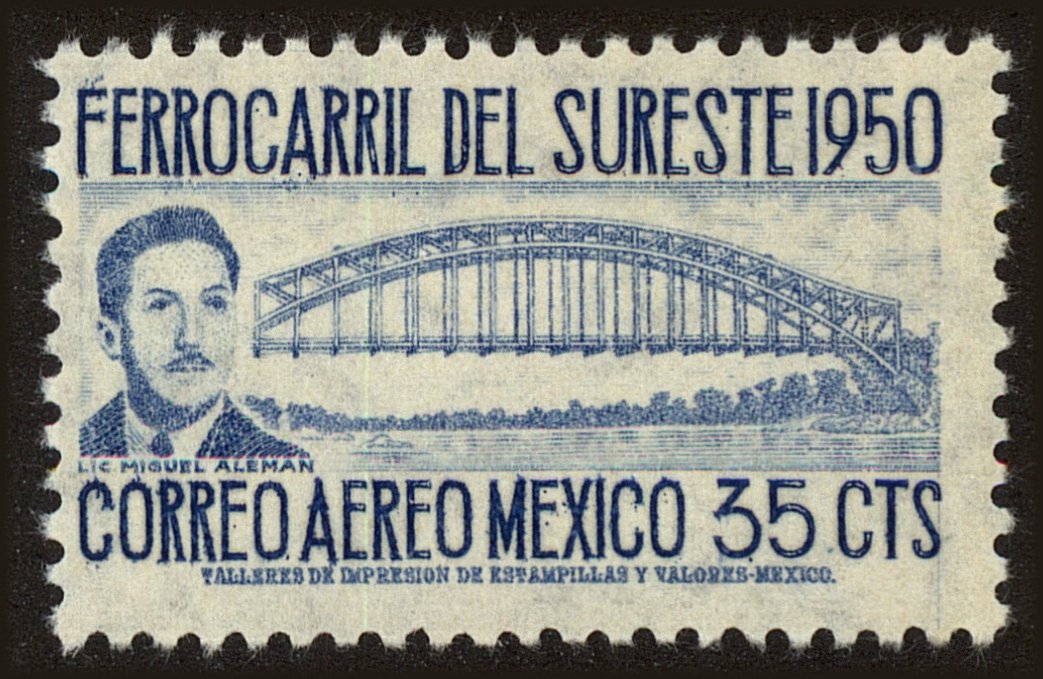 FERROCARRIL DEL SURESTE 1950
LIC MIGUEL ALEMAN
CORREO AEREO MEXICO 35 CTS
TALLERES DE IMPRESION DE ESTAMPILLAS Y VALORES-MEXICO.